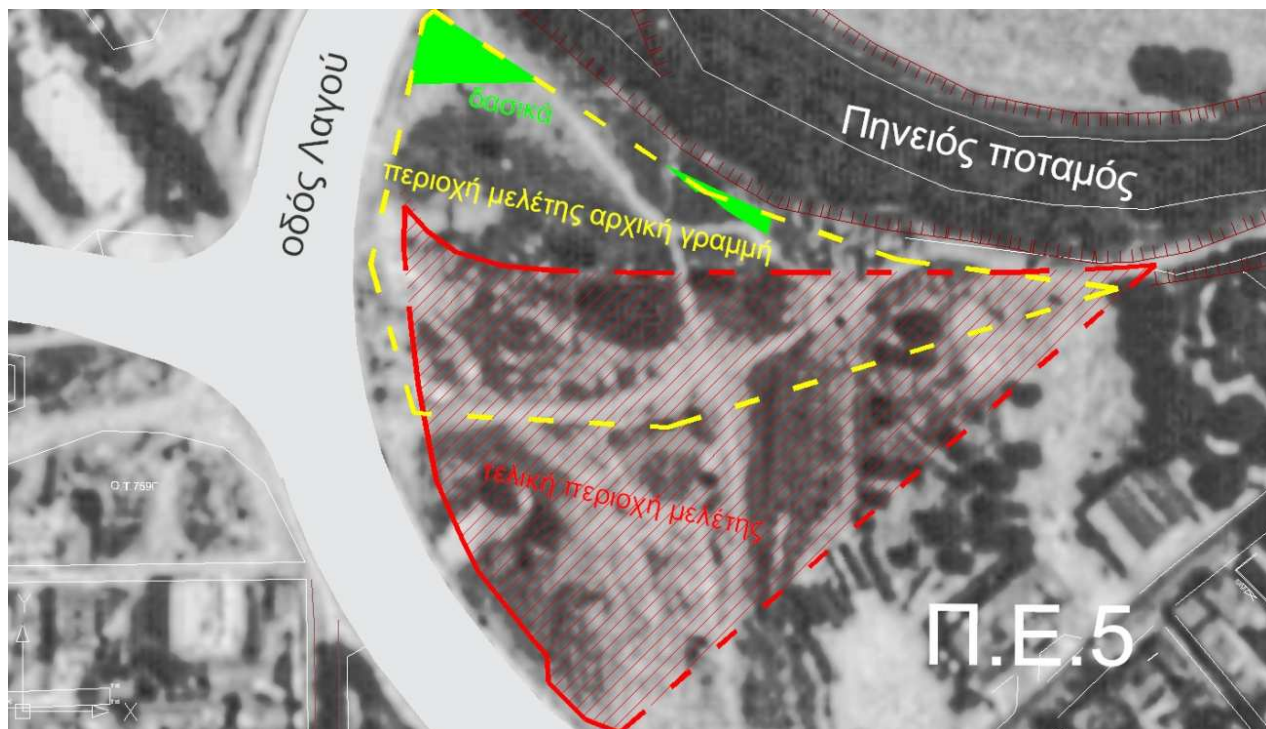 οδός Λαγού
δασικά
Πηνειός ποταμός
περιοχή μελέτης αρχική γραμμή
τελική περιοχή μελέτης
Ο.Τ.759Γ
Π.Ε.5
Y
X